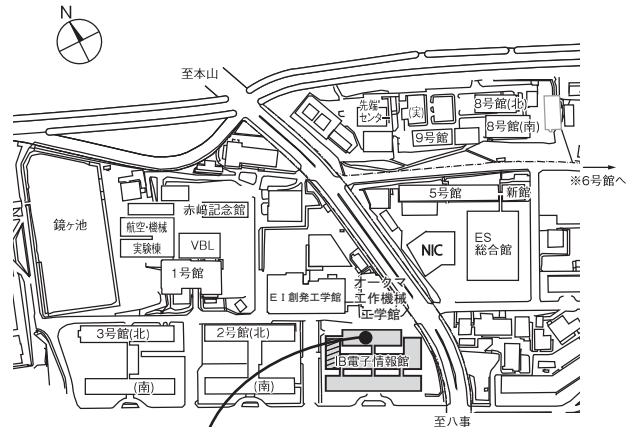 N
至本山
先端
センター
(実)
8号館(北)
8号館(南)
9号館
※6号館へ
鏡ヶ池
赤﨑記念館
航空・機械
実験棟
VBL
1号館
5号館
新館
NIC
ES
総合館
EI創発工学館
オークマ
工作機械
工学館
3号館(北)
2号館(北)
IB電子情報館
(南)
(南)
至八事